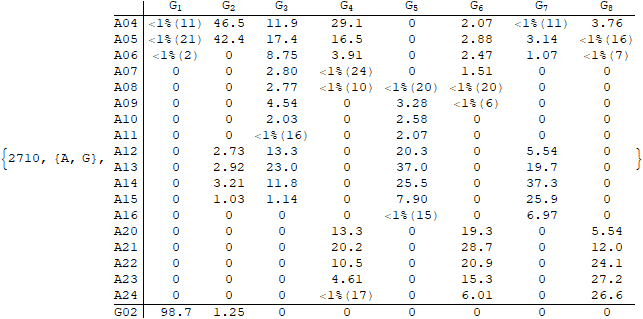 G₁ G₂ G₃ G₄ G₅ G₆ G₇ G₈
A04 <1%(11) 46.5 11.9 29.1 0 2.07 <1%(11) 3.76
A05 <1%(21) 42.4 17.4 16.5 0 2.88 3.14 <1%(16)
A06 <1%(2) 0 8.75 3.91 0 2.47 1.07 <1%(7)
A07 0 0 2.80 <1%(24) 0 1.51 0 0
A08 0 0 2.77 <1%(10) <1%(20) <1%(20) 0 0
A09 0 0 4.54 0 3.28 <1%(6) 0 0
A10 0 0 2.03 0 2.58 0 0 0
A11 0 0 <1%(16) 0 2.07 0 0 0
{2710, {A, G}, A12 0 2.73 13.3 0 20.3 0 5.54 0 }
A13 0 2.92 23.0 0 37.0 0 19.7 0
A14 0 3.21 11.8 0 25.5 0 37.3 0
A15 0 1.03 1.14 0 7.90 0 25.9 0
A16 0 0 0 0 <1%(15) 0 6.97 0
A20 0 0 0 13.3 0 19.3 0 5.54
A21 0 0 0 20.2 0 28.7 0 12.0
A22 0 0 0 10.5 0 20.9 0 24.1
A23 0 0 0 4.61 0 15.3 0 27.2
A24 0 0 0 <1%(17) 0 6.01 0 26.6
G02 98.7 1.25 0 0 0 0 0 0